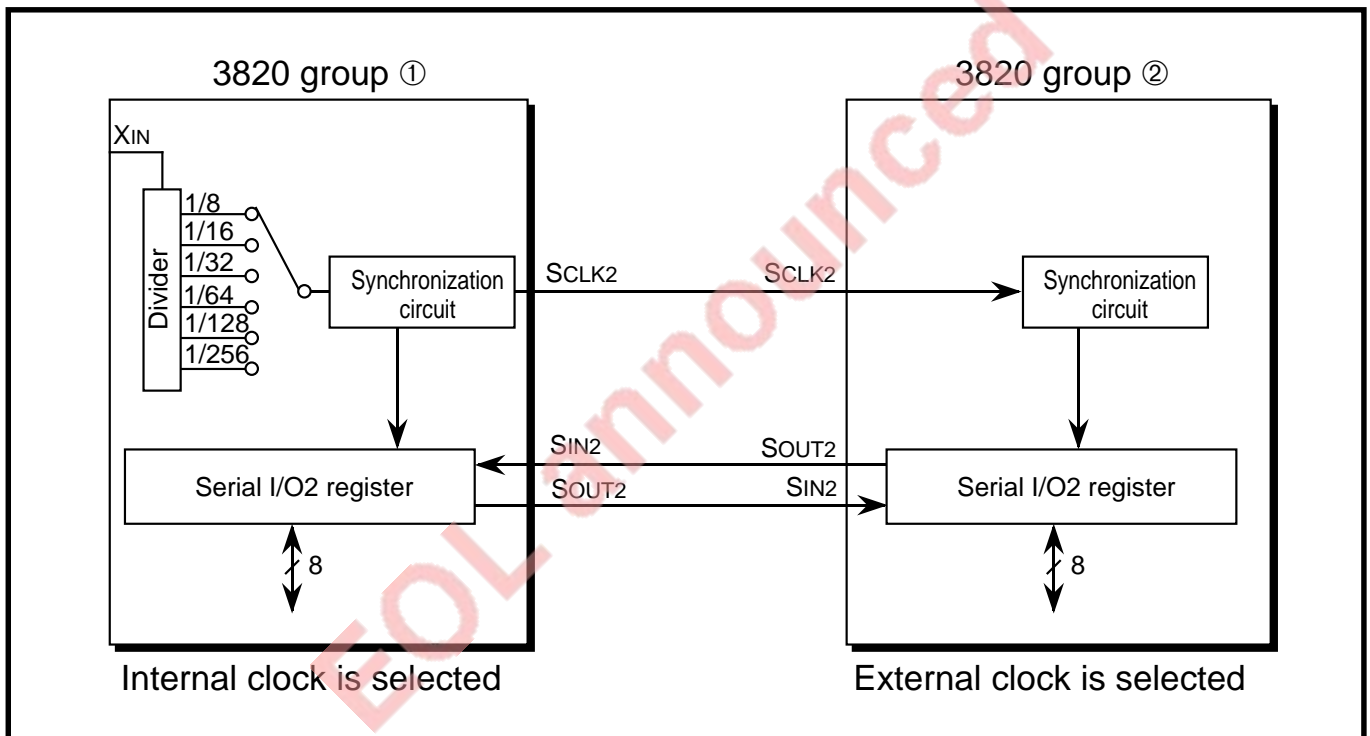 3820 group ①
3820 group ②
XIN
Divider
1/8
1/16
1/32
1/64
1/128
1/256
Synchronization
circuit
SCLK2
SCLK2
Synchronization
circuit
SIN2
SOUT2
SOUT2
SIN2
Serial I/O2 register
Serial I/O2 register
8
8
Internal clock is selected
External clock is selected
EOL announced